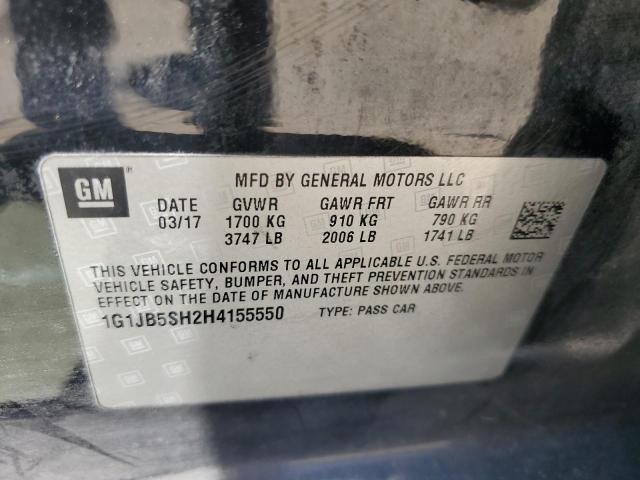 GM
MFD BY GENERAL MOTORS LLC
DATE GVWR GAWR FRT GAWR RR
03/17 1700 KG 910 KG 790 KG
3747 LB 2006 LB 1741 LB
THIS VEHICLE CONFORMS TO ALL APPLICABLE U.S. FEDERAL MOTOR
VEHICLE SAFETY, BUMPER, AND THEFT PREVENTION STANDARDS IN
EFFECT ON THE DATE OF MANUFACTURE SHOWN ABOVE.
1G1JB5SH2H4155550 TYPE: PASS CAR